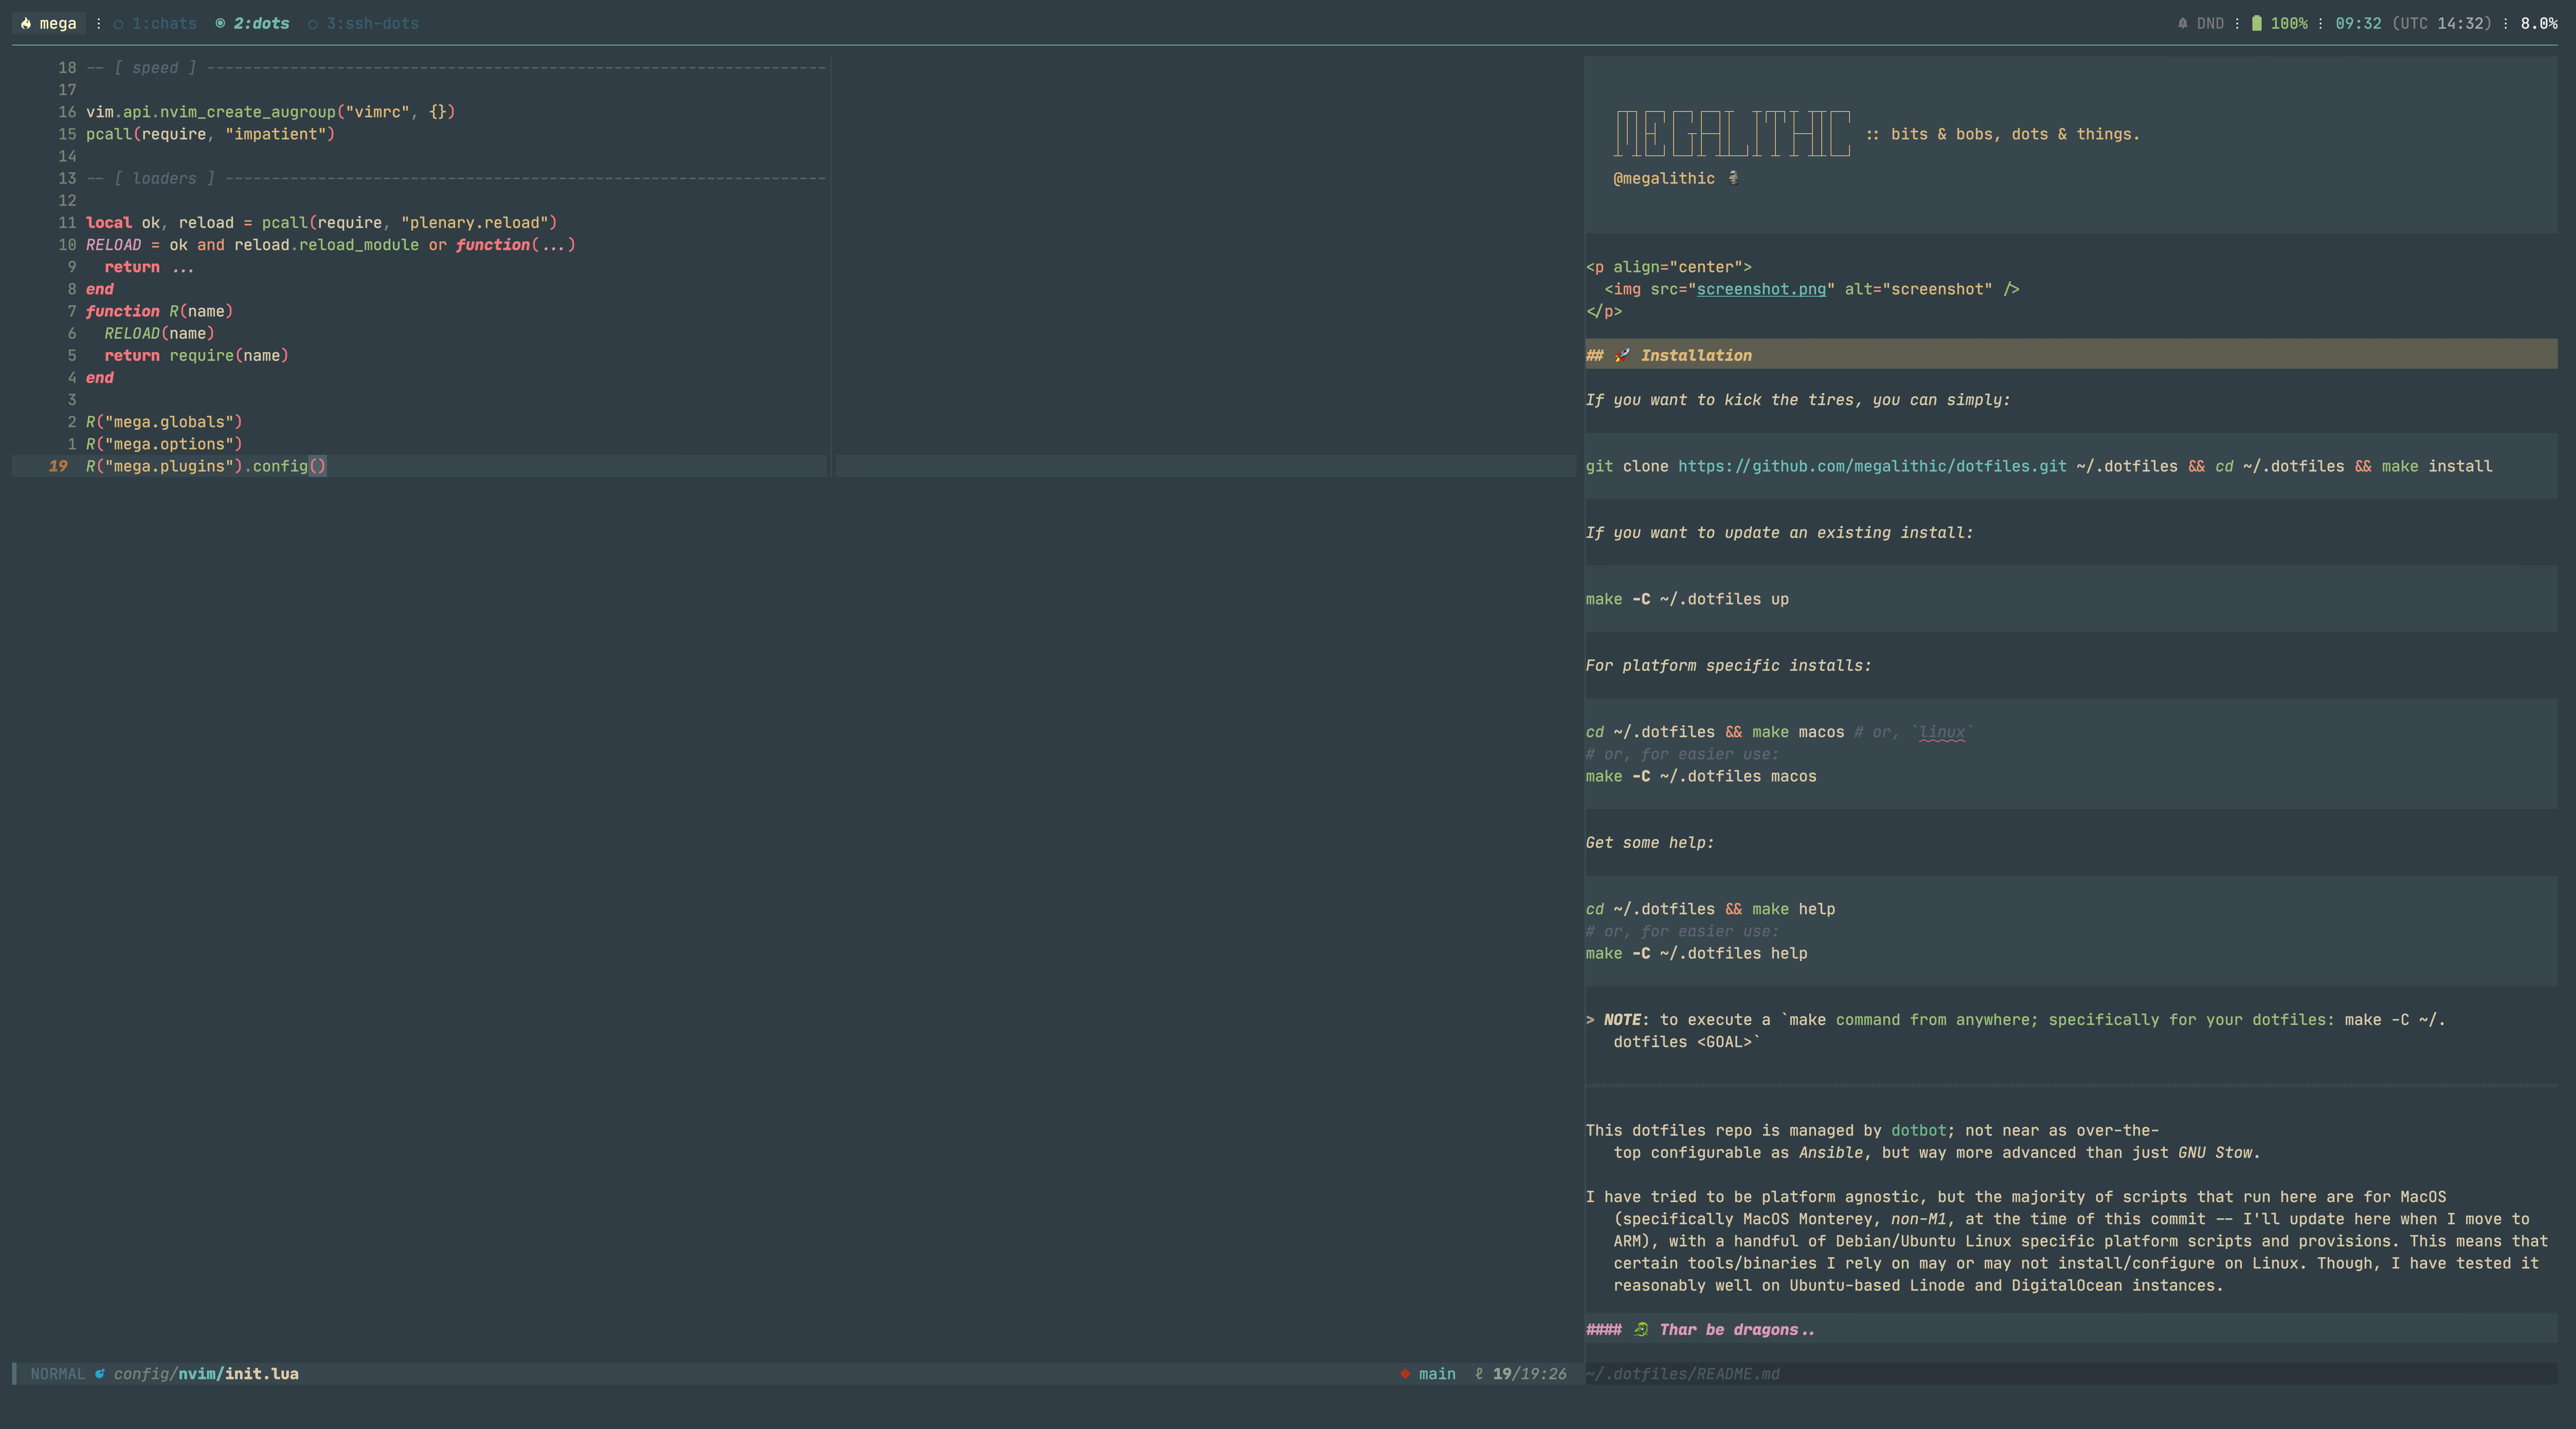 mega ⋮ ○ 1:chats ◉ 2:dots ○ 3:ssh-dots
DND ⋮ 100% ⋮ 09:32 (UTC 14:32) ⋮ 8.0%
18 -- [ speed ] -------------------------------------------------------------------
17
16 vim.api.nvim_create_augroup("vimrc", {})
15 pcall(require, "impatient")
14
13 -- [ loaders ] -----------------------------------------------------------------
12
11 local ok, reload = pcall(require, "plenary.reload")
10 RELOAD = ok and reload.reload_module or function(...)
9   return ...
8 end
7 function R(name)
6   RELOAD(name)
5   return require(name)
4 end
3
2 R("mega.globals")
1 R("mega.options")
19 R("mega.plugins").config()
NORMAL config/nvim/init.lua
main ℓ 19/19:26
MEGALITHIC :: bits & bobs, dots & things.
@megalithic 🗿
<p align="center">
  <img src="screenshot.png" alt="screenshot" />
</p>
## 🚀 Installation
If you want to kick the tires, you can simply:
git clone https://github.com/megalithic/dotfiles.git ~/.dotfiles && cd ~/.dotfiles && make install
If you want to update an existing install:
make -C ~/.dotfiles up
For platform specific installs:
cd ~/.dotfiles && make macos # or, `linux`
# or, for easier use:
make -C ~/.dotfiles macos
Get some help:
cd ~/.dotfiles && make help
# or, for easier use:
make -C ~/.dotfiles help
> NOTE: to execute a `make command from anywhere; specifically for your dotfiles: make -C ~/.
dotfiles <GOAL>`
This dotfiles repo is managed by dotbot; not near as over-the-
top configurable as Ansible, but way more advanced than just GNU Stow.
I have tried to be platform agnostic, but the majority of scripts that run here are for MacOS
(specifically MacOS Monterey, non-M1, at the time of this commit -- I'll update here when I move to
ARM), with a handful of Debian/Ubuntu Linux specific platform scripts and provisions. This means that
certain tools/binaries I rely on may or may not install/configure on Linux. Though, I have tested it
reasonably well on Ubuntu-based Linode and DigitalOcean instances.
#### 🐲 Thar be dragons..
~/.dotfiles/README.md